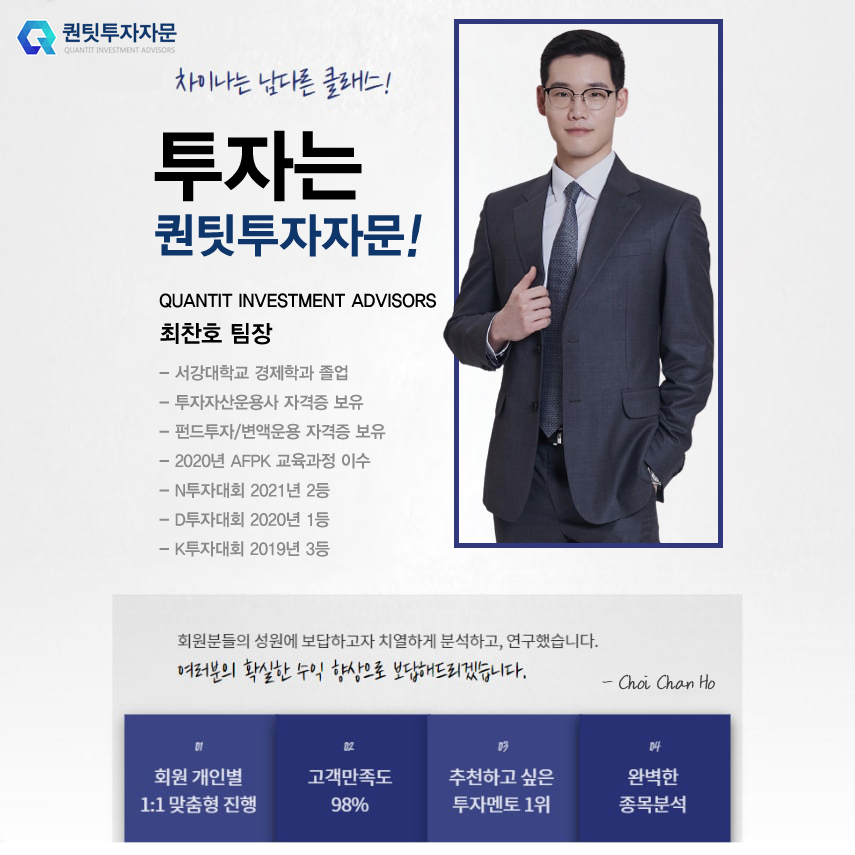 퀀팃투자자문
QUANTIT INVESTMENT ADVISORS
차이나는 남다른 클래스!
투자는
퀀팃투자자문!
QUANTIT INVESTMENT ADVISORS
최찬호 팀장
- 서강대학교 경제학과 졸업
- 투자자산운용사 자격증 보유
- 펀드투자/변액운용 자격증 보유
- 2020년 AFPK 교육과정 이수
- N투자대회 2021년 2등
- D투자대회 2020년 1등
- K투자대회 2019년 3등
회원분들의 성원에 보답하고자 치열하게 분석하고, 연구했습니다.
여러분의 확실한 수익 향상으로 보답해드리겠습니다.
- Choi Chan Ho
01
회원 개인별
1:1 맞춤형 진행
02
고객만족도
98%
03
추천하고 싶은
투자멘토 1위
04
완벽한
종목분석